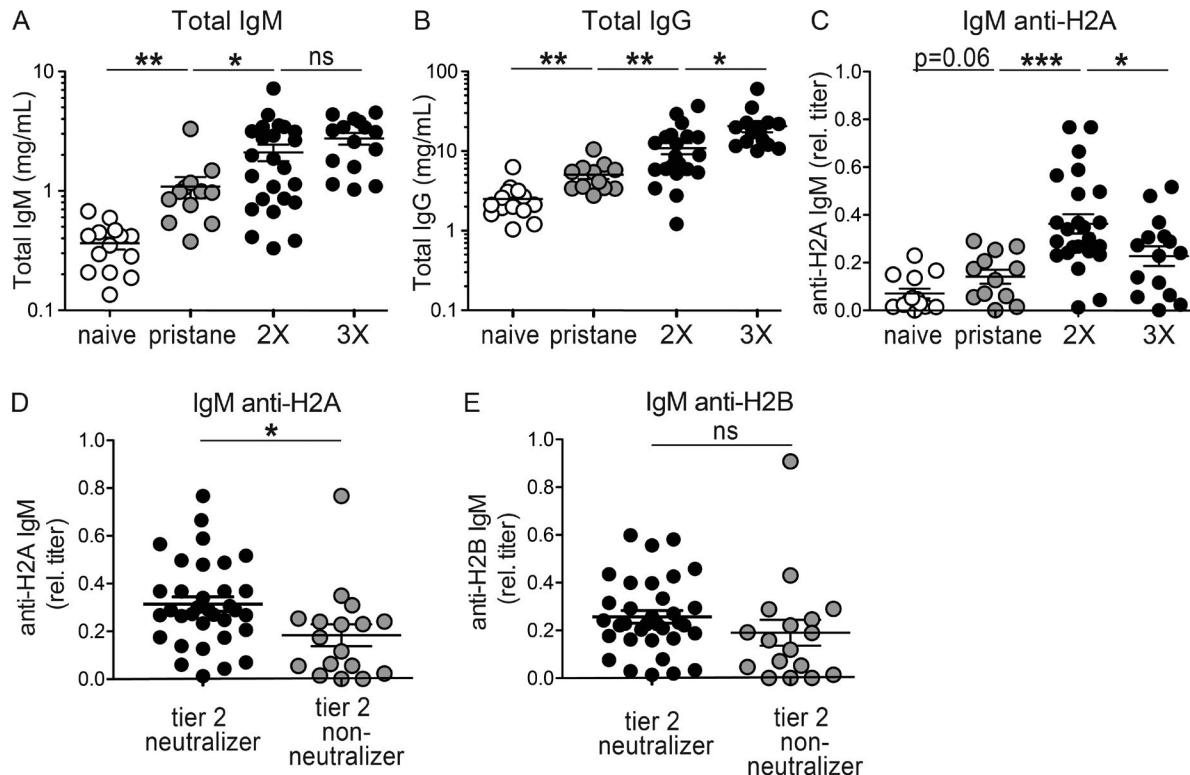 A
Total IgM
** * ns
Total IgM (mg/mL)
10
1
0.1
naive pristane 2X 3X
B
Total IgG
** ** *
Total IgG (mg/mL)
100
10
1
0.1
naive pristane 2X 3X
C
IgM anti-H2A
p=0.06 *** *
anti-H2A IgM (rel. titer)
1.0
0.8
0.6
0.4
0.2
0.0
naive pristane 2X 3X
D
IgM anti-H2A
*
anti-H2A IgM
(rel. titer)
1.0
0.8
0.6
0.4
0.2
0.0
tier 2
neutralizer
tier 2
non-
neutralizer
E
IgM anti-H2B
ns
anti-H2B IgM
(rel. titer)
1.0
0.8
0.6
0.4
0.2
0.0
tier 2
neutralizer
tier 2
non-
neutralizer